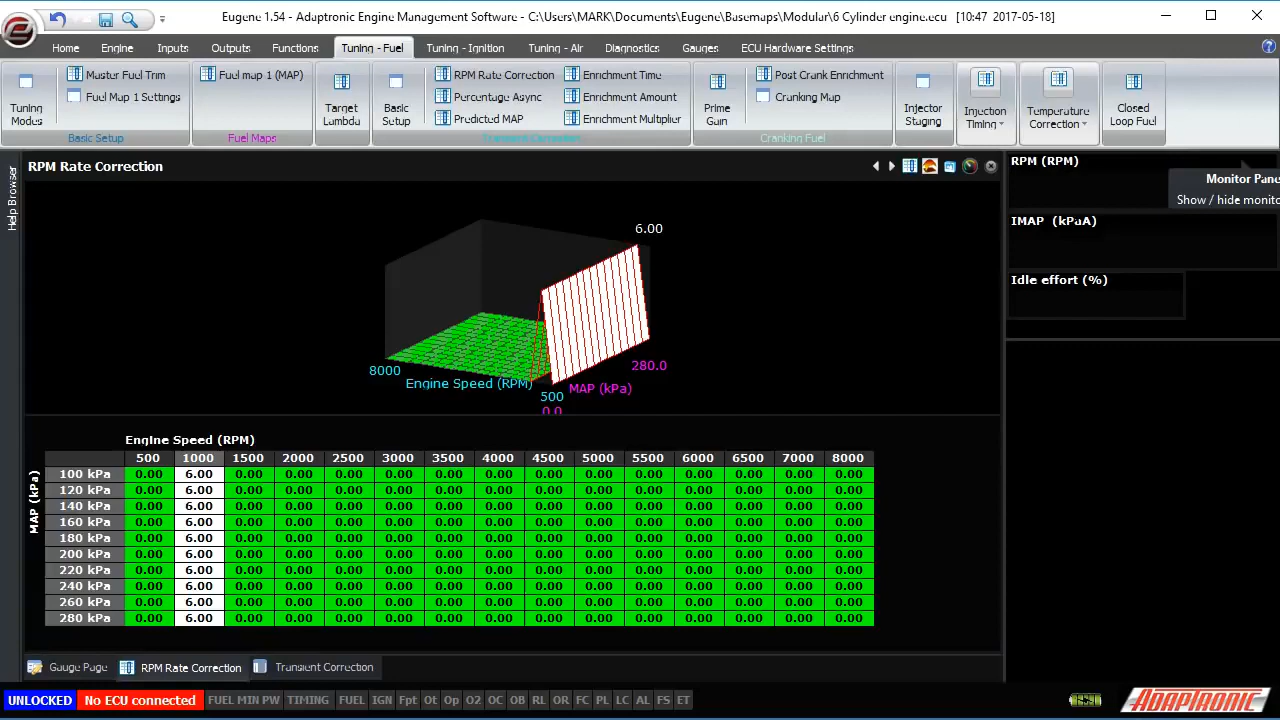 Eugene 1.54 - Adaptronic Engine Management Software - C:\Users\MARK\Documents\Eugene\Basemaps\Modular\6 Cylinder engine.ecu [10:47 2017-05-18]
Home Engine Inputs Outputs Functions Tuning - Fuel Tuning - Ignition Tuning - Air Diagnostics Gauges ECU Hardware Settings
Master Fuel Trim Fuel map 1 (MAP) RPM Rate Correction Enrichment Time Post Crank Enrichment
Fuel Map 1 Settings Percentage Async Enrichment Amount Cranking Map
Tuning Modes Target Lambda Basic Setup Predicted MAP Enrichment Multiplier Prime Gain Injector Staging Injection Timing Temperature Correction Closed Loop Fuel
Basic Setup Fuel Maps Transient Correction Cranking Fuel
Help Browser
RPM Rate Correction
RPM (RPM)
Monitor Pane
Show / hide monito
IMAP (kPaA)
Idle effort (%)
6.00
8000
Engine Speed (RPM)
280.0
MAP (kPa)
500
0.0
Engine Speed (RPM)
MAP (kPa)
500 1000 1500 2000 2500 3000 3500 4000 4500 5000 5500 6000 6500 7000 8000
100 kPa 0.00 6.00 0.00 0.00 0.00 0.00 0.00 0.00 0.00 0.00 0.00 0.00 0.00 0.00 0.00
120 kPa 0.00 6.00 0.00 0.00 0.00 0.00 0.00 0.00 0.00 0.00 0.00 0.00 0.00 0.00 0.00
140 kPa 0.00 6.00 0.00 0.00 0.00 0.00 0.00 0.00 0.00 0.00 0.00 0.00 0.00 0.00 0.00
160 kPa 0.00 6.00 0.00 0.00 0.00 0.00 0.00 0.00 0.00 0.00 0.00 0.00 0.00 0.00 0.00
180 kPa 0.00 6.00 0.00 0.00 0.00 0.00 0.00 0.00 0.00 0.00 0.00 0.00 0.00 0.00 0.00
200 kPa 0.00 6.00 0.00 0.00 0.00 0.00 0.00 0.00 0.00 0.00 0.00 0.00 0.00 0.00 0.00
220 kPa 0.00 6.00 0.00 0.00 0.00 0.00 0.00 0.00 0.00 0.00 0.00 0.00 0.00 0.00 0.00
240 kPa 0.00 6.00 0.00 0.00 0.00 0.00 0.00 0.00 0.00 0.00 0.00 0.00 0.00 0.00 0.00
260 kPa 0.00 6.00 0.00 0.00 0.00 0.00 0.00 0.00 0.00 0.00 0.00 0.00 0.00 0.00 0.00
280 kPa 0.00 6.00 0.00 0.00 0.00 0.00 0.00 0.00 0.00 0.00 0.00 0.00 0.00 0.00 0.00
Gauge Page RPM Rate Correction Transient Correction
UNLOCKED No ECU connected FUEL MIN PW TIMING FUEL IGN Fpt Ot Op O2 OC OB RL OR FC PL LC AL FS ET ADAPTRONIC